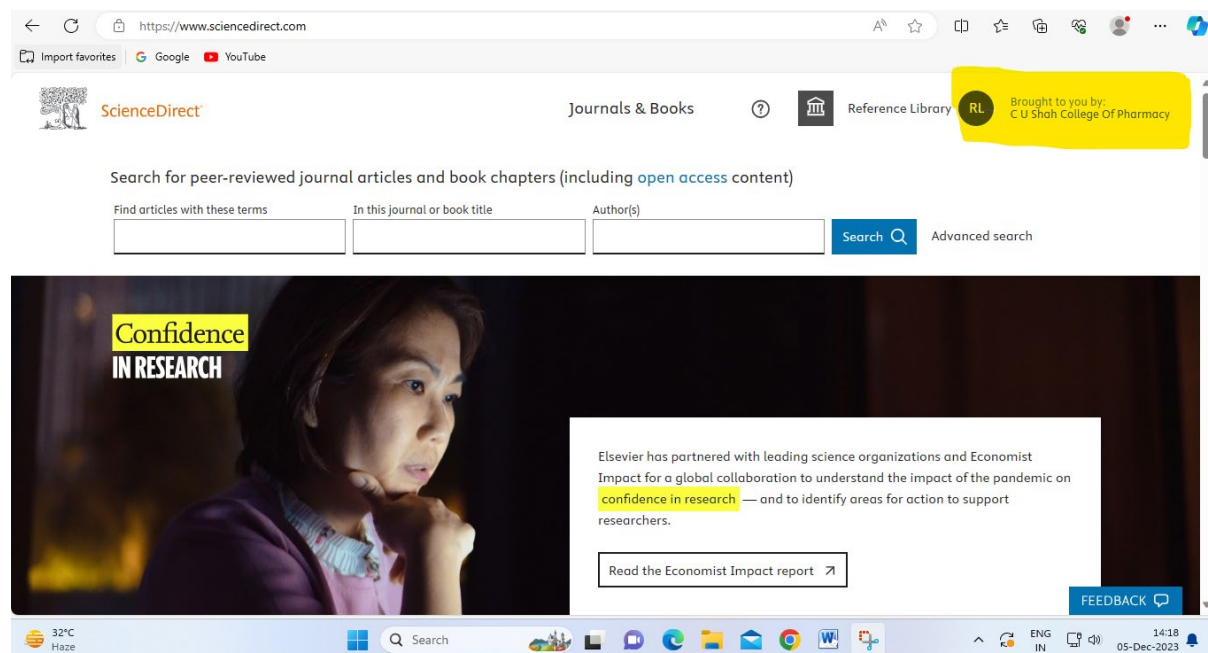 https://www.sciencedirect.com
Import favorites
Google
YouTube
ScienceDirect
Journals & Books
?
Reference Library
RL
Brought to you by:
C U Shah College Of Pharmacy
Search for peer-reviewed journal articles and book chapters (including open access content)
Find articles with these terms
In this journal or book title
Author(s)
Search
Advanced search
Confidence
IN RESEARCH
Elsevier has partnered with leading science organizations and Economist
Impact for a global collaboration to understand the impact of the pandemic on
confidence in research — and to identify areas for action to support
researchers.
Read the Economist Impact report
FEEDBACK
32°C
Haze
Search
ENG
IN
14:18
05-Dec-2023